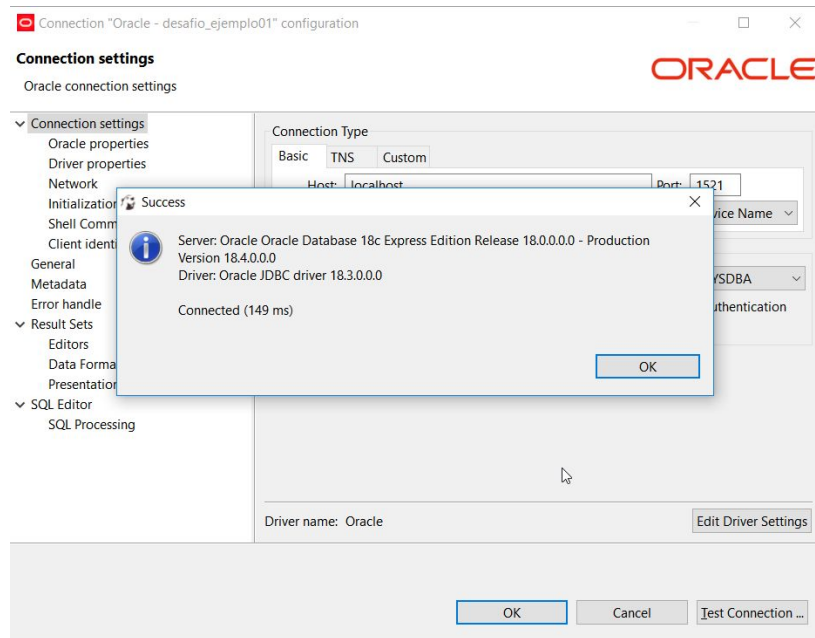 Connection "Oracle - desafio_ejemplo01" configuration
Connection settings
Oracle connection settings
ORACLE
Connection settings
Oracle properties
Driver properties
Network
Initialization
Shell Comm
Client identi
General
Metadata
Error handle
Result Sets
Editors
Data Forma
Presentation
SQL Editor
SQL Processing
Connection Type
Basic TNS Custom
Host: localhost Port: 1521
vice Name
YSDBA
uthentication
Success
Server: Oracle Oracle Database 18c Express Edition Release 18.0.0.0.0 - Production
Version 18.4.0.0.0
Driver: Oracle JDBC driver 18.3.0.0.0
Connected (149 ms)
OK
Driver name: Oracle Edit Driver Settings
OK Cancel Test Connection ...